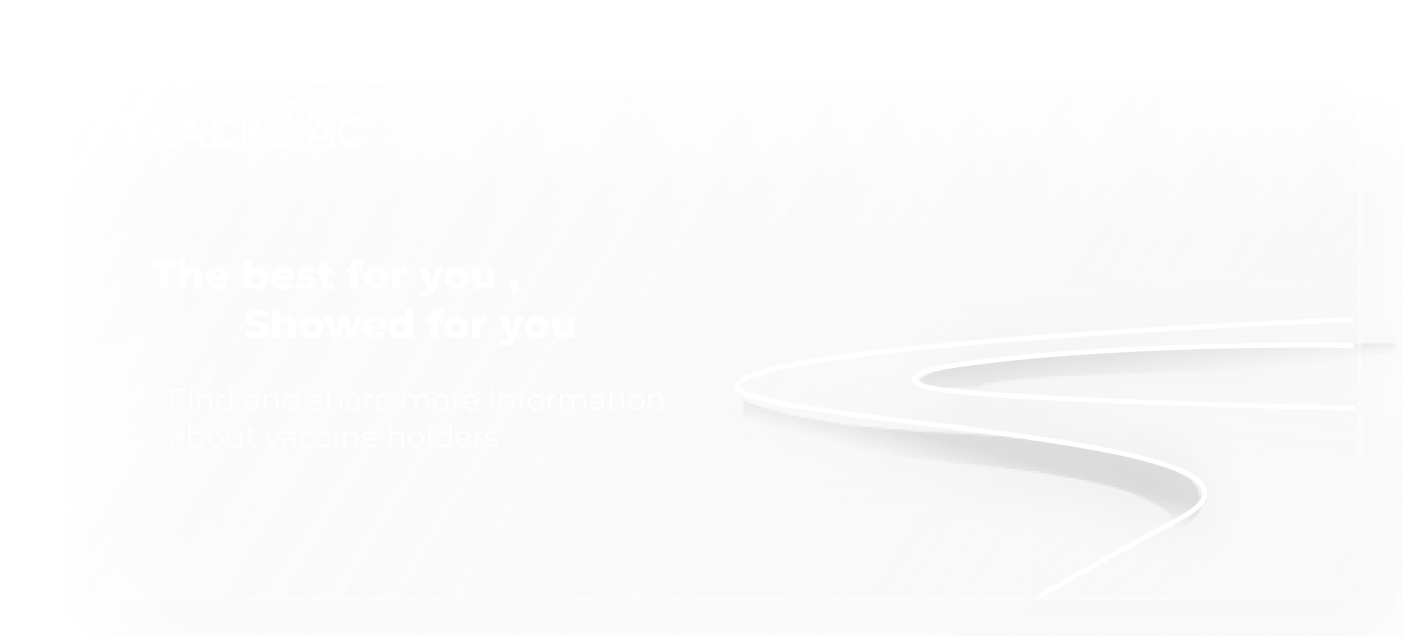 TRACK VAC
The best for you ,
Showed for you
Find and share more information
about vaccine holders